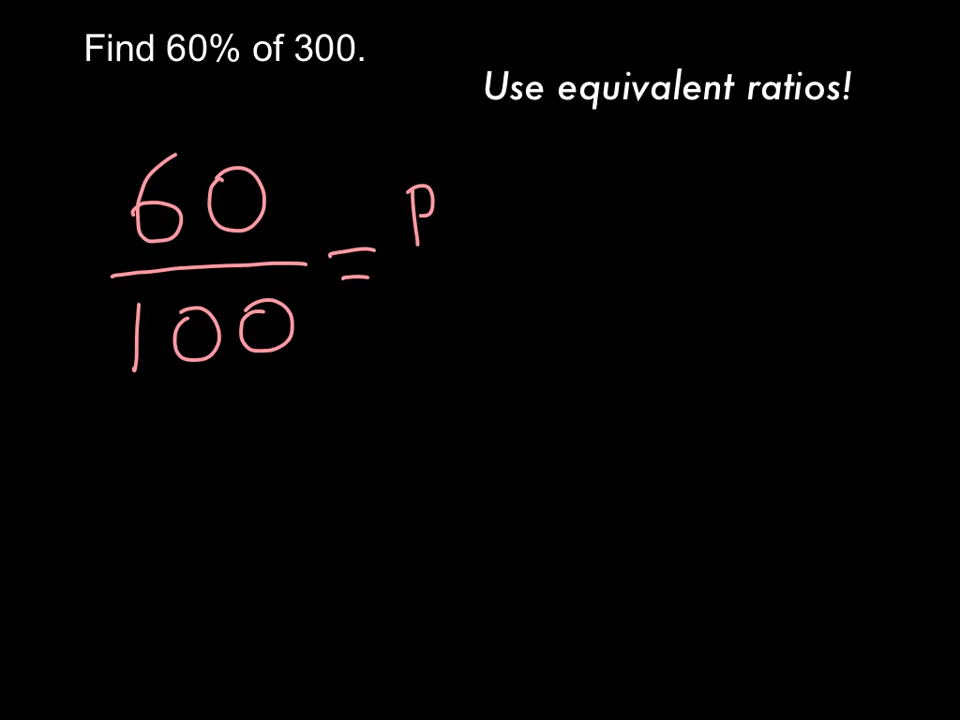 Find 60% of 300.
Use equivalent ratios!
60
100
= P